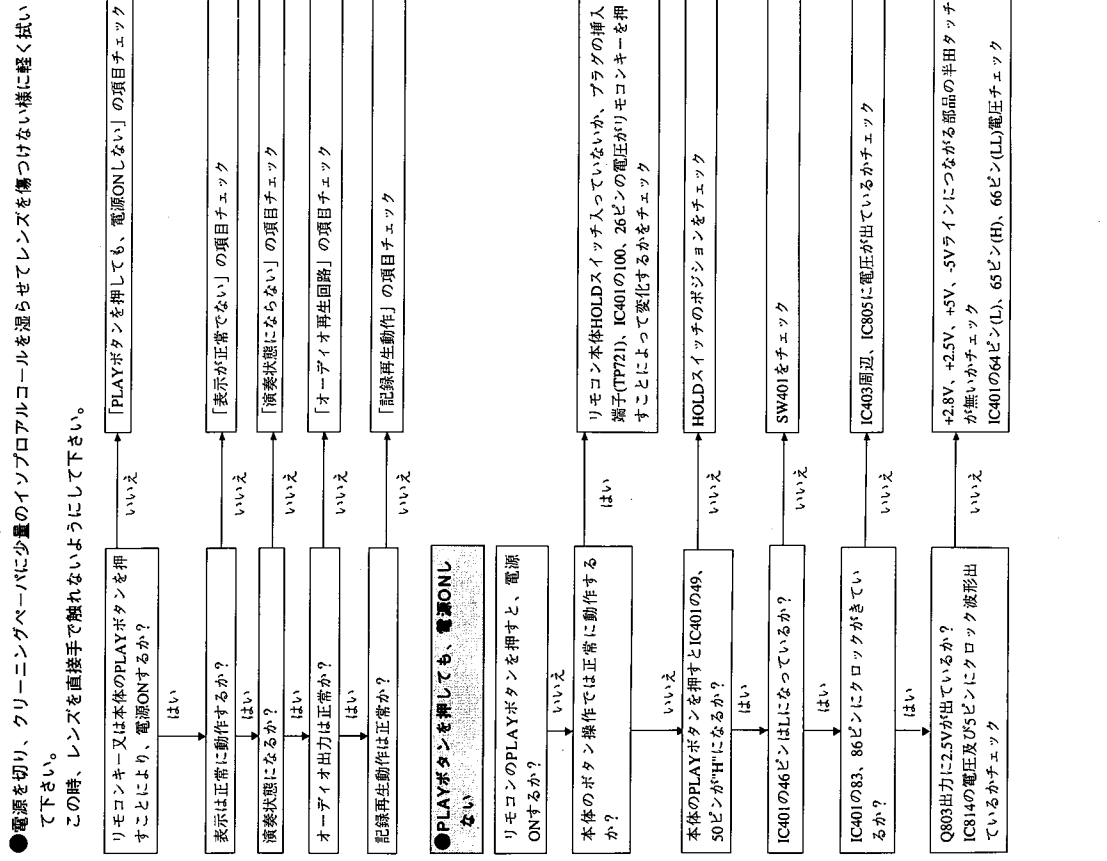 ●電源を切り、クリーニングペーパに少量のイソプロアルコールを湿らせてレンズを傷つけない様に軽く拭い
て下さい。
この時、レンズを直接手で触れないようにして下さい。
リモコンキー又は本体のPLAYボタンを押
すことにより、電源ONするか?
いいえ
「PLAYボタンを押しても、電源ONしない」の項目チェック
はい
表示は正常に動作するか?
いいえ
「表示が正常でない」の項目チェック
はい
演奏状態になるか?
いいえ
「演奏状態にならない」の項目チェック
はい
オーディオ出力は正常か?
いいえ
「オーディオ再生回路」の項目チェック
はい
記録再生動作は正常か?
いいえ
「記録再生動作」の項目チェック
●PLAYボタンを押しても、電源ONし
ない
リモコンのPLAYボタンを押すと、電源
ONするか?
いいえ
本体のボタン操作では正常に動作する
か?
はい
リモコン本体HOLDスイッチ入っていないか、プラグの挿入
端子(TP721)、IC401の100、26ピンの電圧がリモコンキーを押
すことによって変化するかをチェック
いいえ
本体のPLAYボタンを押すとIC401の49、
50ピンが"H"になるか?
いいえ
HOLDスイッチのポジションをチェック
はい
IC401の46ピンはLになっているか?
いいえ
SW401をチェック
はい
IC401の83、86ピンにクロックがきてい
るか?
いいえ
IC403周辺、IC805に電圧が出ているかチェック
はい
Q803出力に2.5Vが出ているか?
IC814の電圧及び5ピンにクロック波形出
ているかチェック
いいえ
+2.8V、+2.5V、+5V、-5Vラインにつながる部品の半田タッチ
が無いかチェック
IC401の64ピン(L)、65ピン(H)、66ピン(LL)電圧チェック